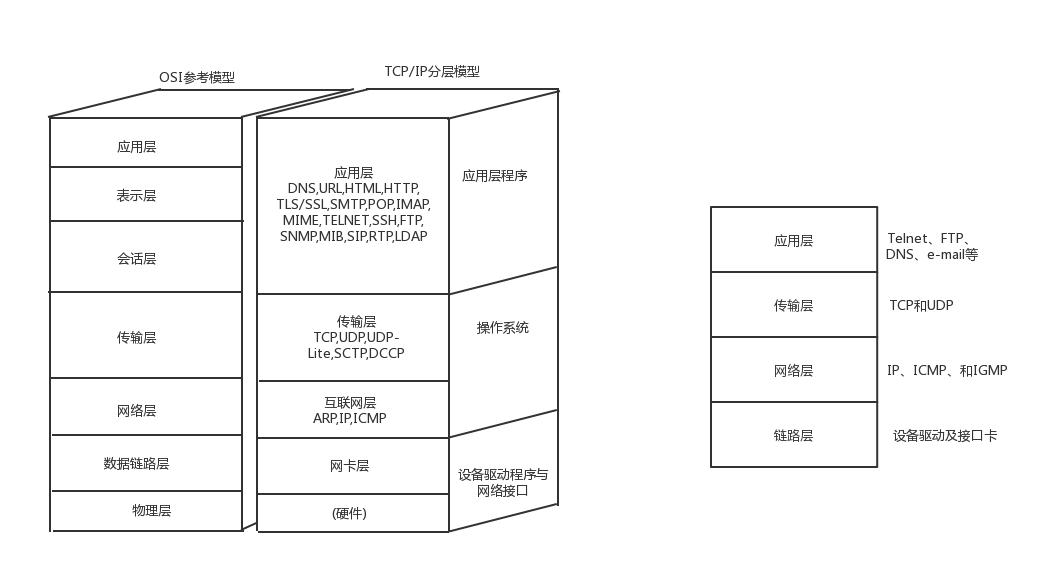 OSI参考模型
TCP/IP分层模型
应用层
表示层
会话层
传输层
网络层
数据链路层
物理层
应用层
DNS,URL,HTML,HTTP,
TLS/SSL,SMTP,POP,IMAP,
MIME,TELNET,SSH,FTP,
SNMP,MIB,SIP,RTP,LDAP
传输层
TCP,UDP,UDP-
Lite,SCTP,DCCP
互联网层
ARP,IP,ICMP
网卡层
(硬件)
应用层程序
操作系统
设备驱动程序与
网络接口
应用层
Telnet、FTP、
DNS、e-mail等
传输层
TCP和UDP
网络层
IP、ICMP、和IGMP
链路层
设备驱动及接口卡